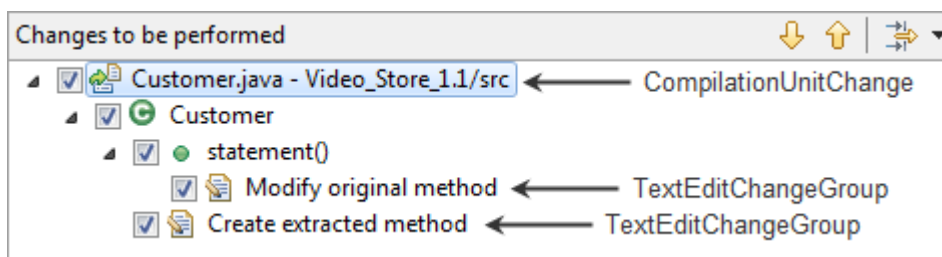 Changes to be performed
Customer.java - Video_Store_1.1/src CompilationUnitChange
Customer
statement()
Modify original method TextEditChangeGroup
Create extracted method TextEditChangeGroup